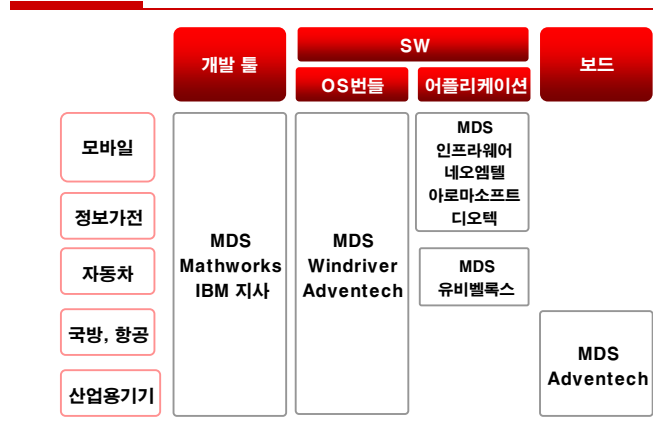 개발 툴
SW
보드
OS번들
어플리케이션
모바일
정보가전
자동차
국방, 항공
산업용기기
MDS
Mathworks
IBM 지사
MDS
Windriver
Adventech
MDS
인프라웨어
네오엠텔
아로마소프트
디오텍
MDS
유비벨록스
MDS
Adventech